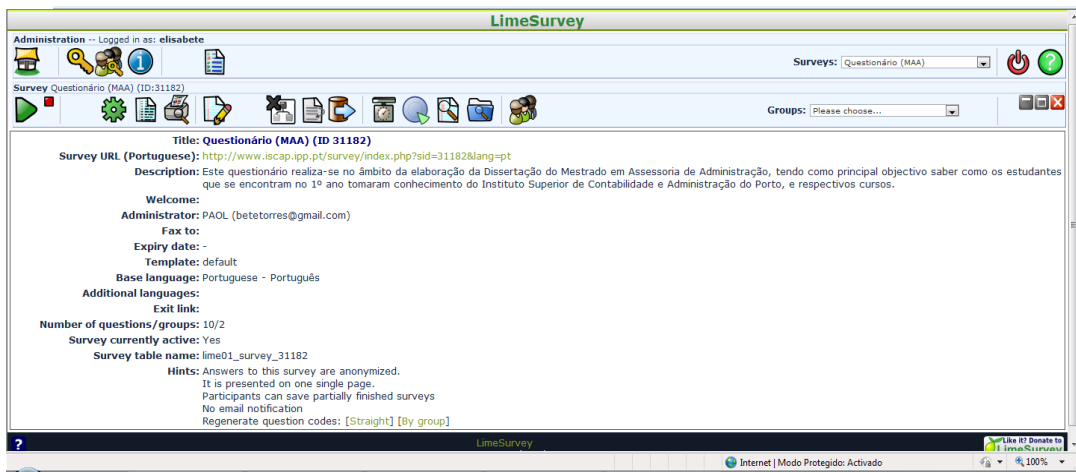 LimeSurvey
Administration -- Logged in as: elisabete
Surveys: Questionário (MAA)
Survey Questionário (MAA) (ID:31182)
Groups: Please choose...
Title: Questionário (MAA) (ID 31182)
Survey URL (Portuguese): http://www.iscap.ipp.pt/survey/index.php?sid=31182&lang=pt
Description: Este questionário realiza-se no âmbito da elaboração da Dissertação do Mestrado em Assessoria de Administração, tendo como principal objectivo saber como os estudantes
que se encontram no 1º ano tomaram conhecimento do Instituto Superior de Contabilidade e Administração do Porto, e respectivos cursos.
Welcome:
Administrator: PAOL (betetorres@gmail.com)
Fax to:
Expiry date: -
Template: default
Base language: Portuguese - Português
Additional languages:
Exit link:
Number of questions/groups: 10/2
Survey currently active: Yes
Survey table name: lime01_survey_31182
Hints: Answers to this survey are anonymized.
It is presented on one single page.
Participants can save partially finished surveys
No email notification
Regenerate question codes: [Straight] [By group]
? LimeSurvey Like it? Donate to
LimeSurvey
Internet | Modo Protegido: Activado 100%